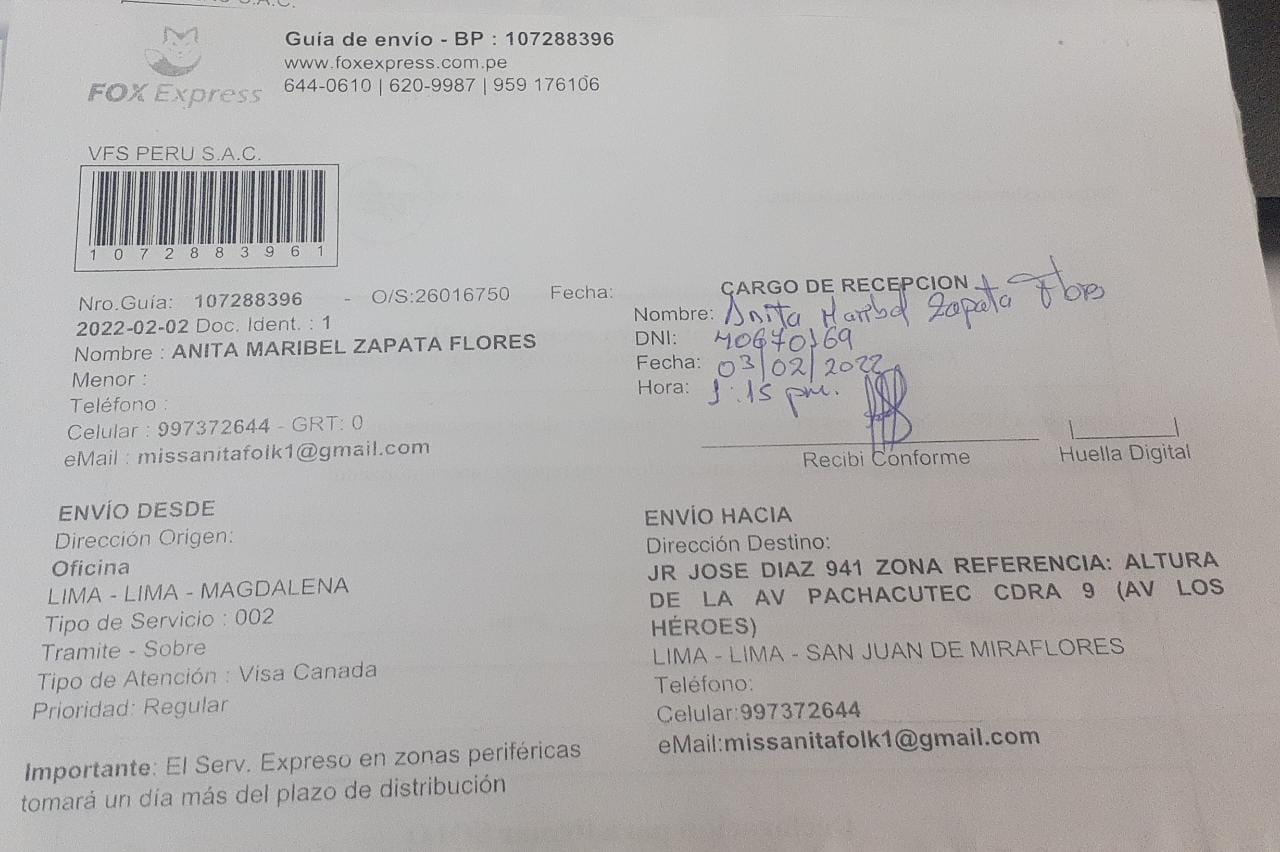 S.A.C.
FOX Express
Guía de envío - BP : 107288396
www.foxexpress.com.pe
644-0610 | 620-9987 | 959 176106
VFS PERU S.A.C.
1 0 7 2 8 8 3 9 6 1
Nro.Guía: 107288396 - O/S:26016750 Fecha:
2022-02-02 Doc. Ident. : 1
Nombre : ANITA MARIBEL ZAPATA FLORES
Menor :
Teléfono :
Celular : 997372644 - GRT: 0
eMail : missanitafolk1@gmail.com
CARGO DE RECEPCION
Nombre: Anita Maribel Zapata Flores
DNI: 40670169
Fecha: 03/02/2022
Hora: 1:15 pm.
Recibi Conforme
Huella Digital
ENVÍO DESDE
Dirección Origen:
Oficina
LIMA - LIMA - MAGDALENA
Tipo de Servicio : 002
Tramite - Sobre
Tipo de Atención : Visa Canada
Prioridad: Regular
Importante: El Serv. Expreso en zonas periféricas
tomará un día más del plazo de distribución
ENVÍO HACIA
Dirección Destino:
JR JOSE DIAZ 941 ZONA REFERENCIA: ALTURA
DE LA AV PACHACUTEC CDRA 9 (AV LOS
HÉROES)
LIMA - LIMA - SAN JUAN DE MIRAFLORES
Teléfono:
Celular:997372644
eMail:missanitafolk1@gmail.com